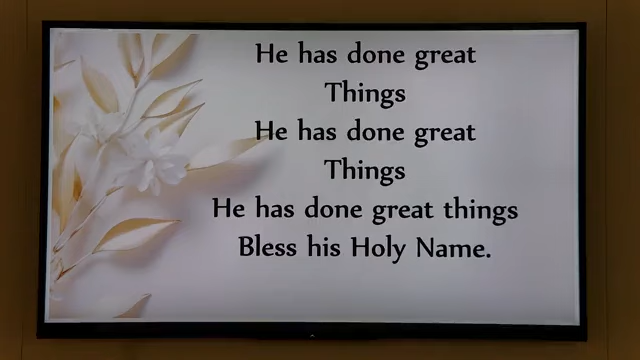 He has done great
Things
He has done great
Things
He has done great things
Bless his Holy Name.